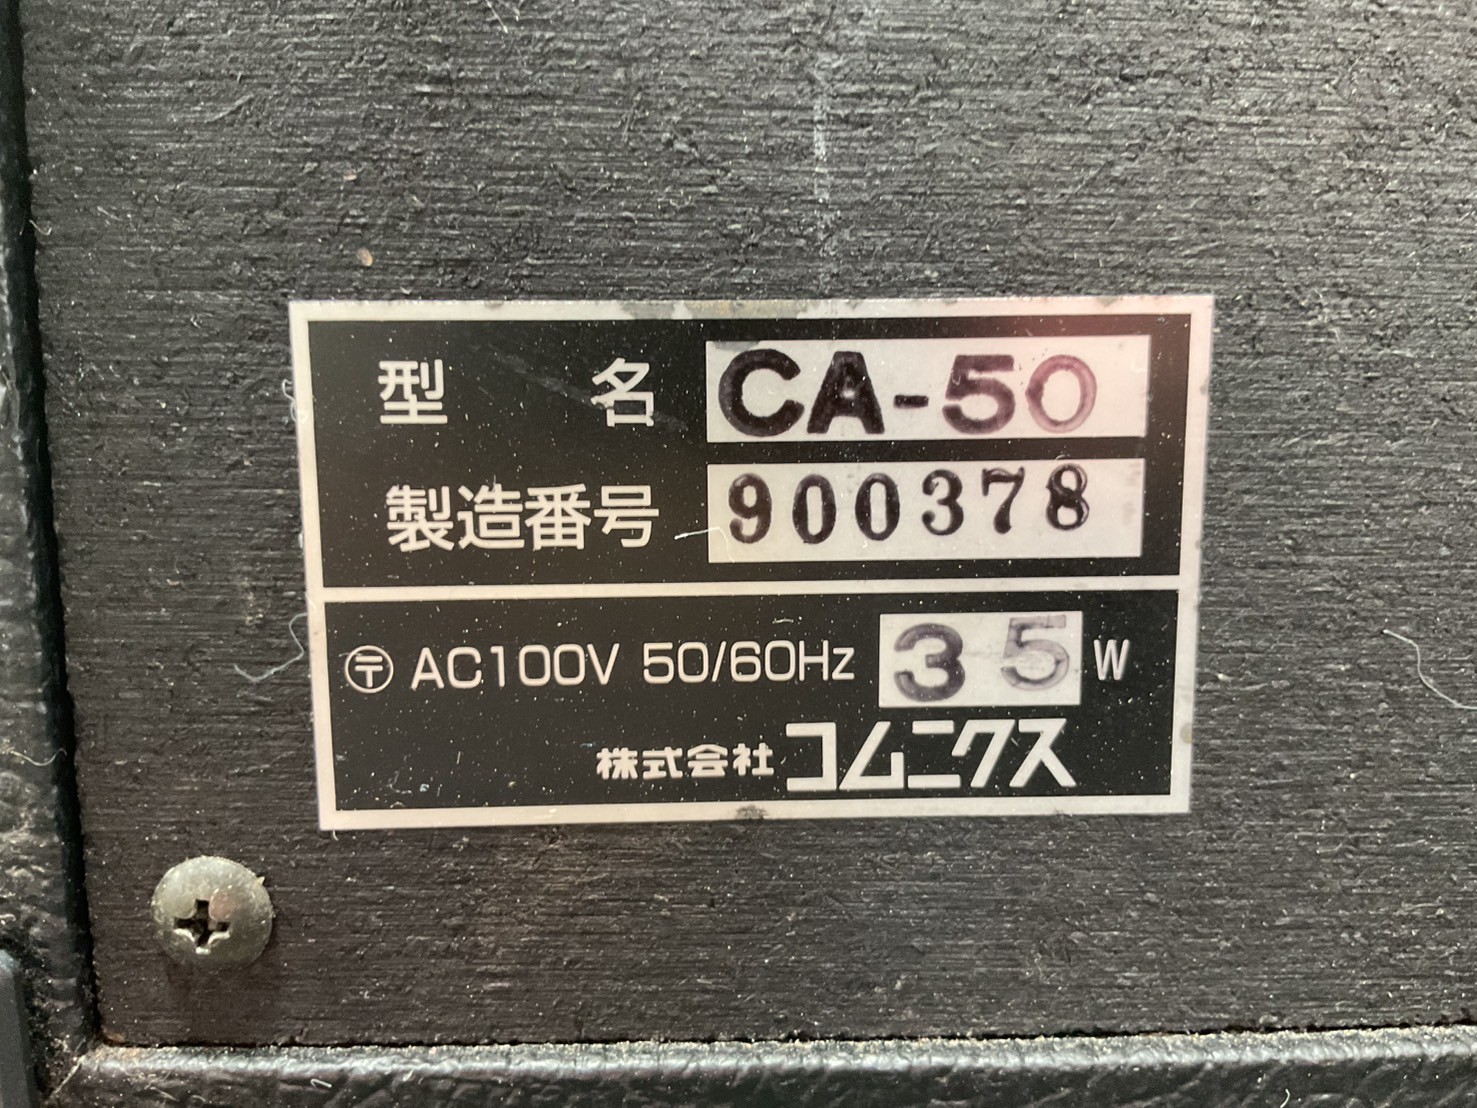 型名 CA-50
製造番号 900378
〒 AC100V 50/60Hz 35 W
株式会社 コムニクス